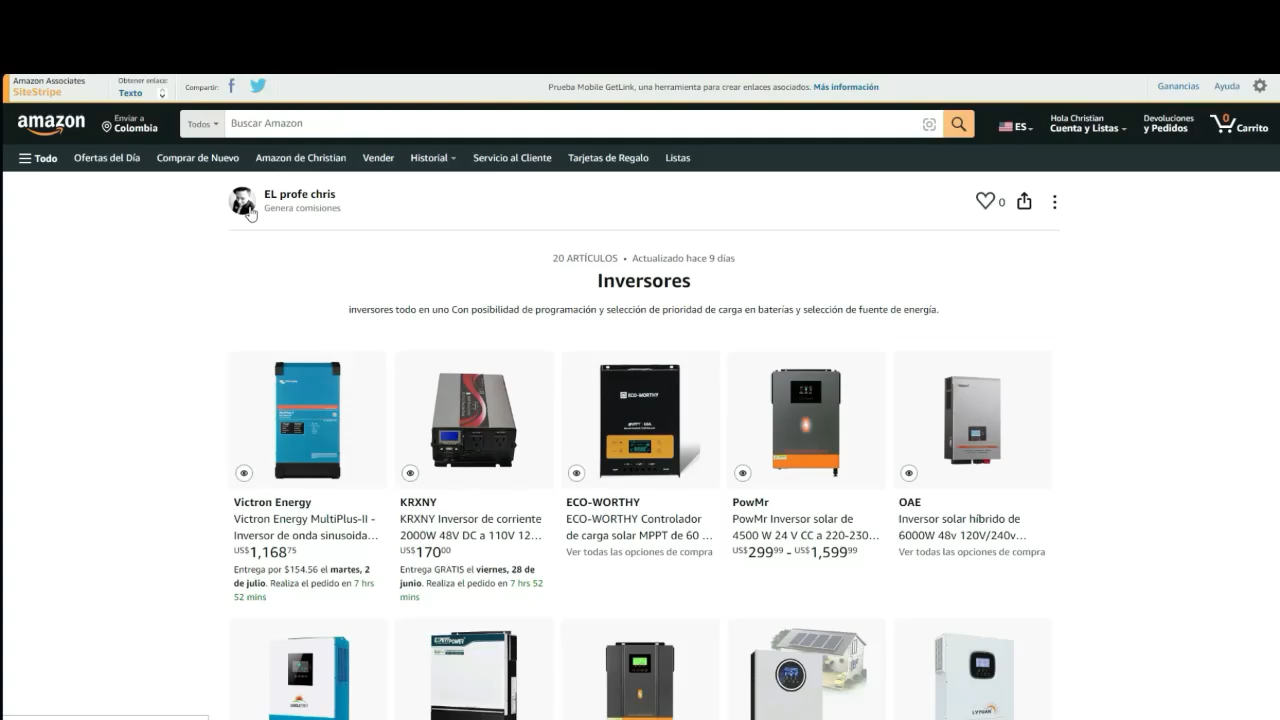 Amazon Associates
SiteStripe
Obtener enlace:
Texto
Compartir:
Prueba Mobile GetLink, una herramienta para crear enlaces asociados. Más información
Ganancias
Ayuda
amazon
Enviar a
Colombia
Todos
Buscar Amazon
ES
Hola Christian
Cuenta y Listas
Devoluciones
y Pedidos
0
Carrito
Todo
Ofertas del Día
Comprar de Nuevo
Amazon de Christian
Vender
Historial
Servicio al Cliente
Tarjetas de Regalo
Listas
EL profe chris
Genera comisiones
0
20 ARTÍCULOS • Actualizado hace 9 días
Inversores
inversores todo en uno Con posibilidad de programación y selección de prioridad de carga en baterías y selección de fuente de energía.
ECO-WORTHY
Victron Energy
Victron Energy MultiPlus-II -
Inversor de onda sinusoida...
US$1,16875
Entrega por $154.56 el martes, 2
de julio. Realiza el pedido en 7 hrs
52 mins
KRXNY
KRXNY Inversor de corriente
2000W 48V DC a 110V 12...
US$17000
Entrega GRATIS el viernes, 28 de
junio. Realiza el pedido en 7 hrs 52
mins
ECO-WORTHY
ECO-WORTHY Controlador
de carga solar MPPT de 60 ...
Ver todas las opciones de compra
PowMr
PowMr Inversor solar de
4500 W 24 V CC a 220-230...
US$29999 - US$1,59999
OAE
Inversor solar híbrido de
6000W 48v 120V/240v...
Ver todas las opciones de compra